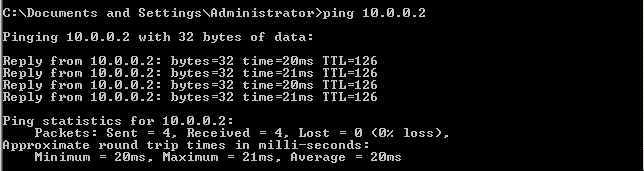 C:\Documents and Settings\Administrator>ping 10.0.0.2
Pinging 10.0.0.2 with 32 bytes of data:
Reply from 10.0.0.2: bytes=32 time=20ms TTL=126
Reply from 10.0.0.2: bytes=32 time=21ms TTL=126
Reply from 10.0.0.2: bytes=32 time=20ms TTL=126
Reply from 10.0.0.2: bytes=32 time=21ms TTL=126
Ping statistics for 10.0.0.2:
    Packets: Sent = 4, Received = 4, Lost = 0 (0% loss),
Approximate round trip times in milli-seconds:
    Minimum = 20ms, Maximum = 21ms, Average = 20ms